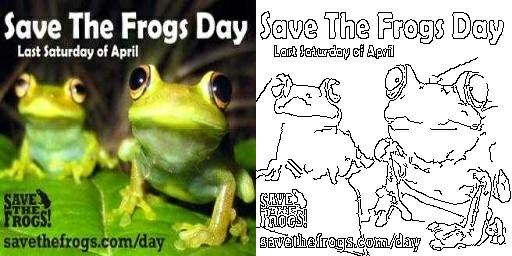 Save The Frogs Day
Last Saturday of April
SAVE
THE
FROGS!
savethefrogs.com/day
Save The Frogs Day
Last Saturday of April
SAVE
THE
FROGS!
savethefrogs.com/day